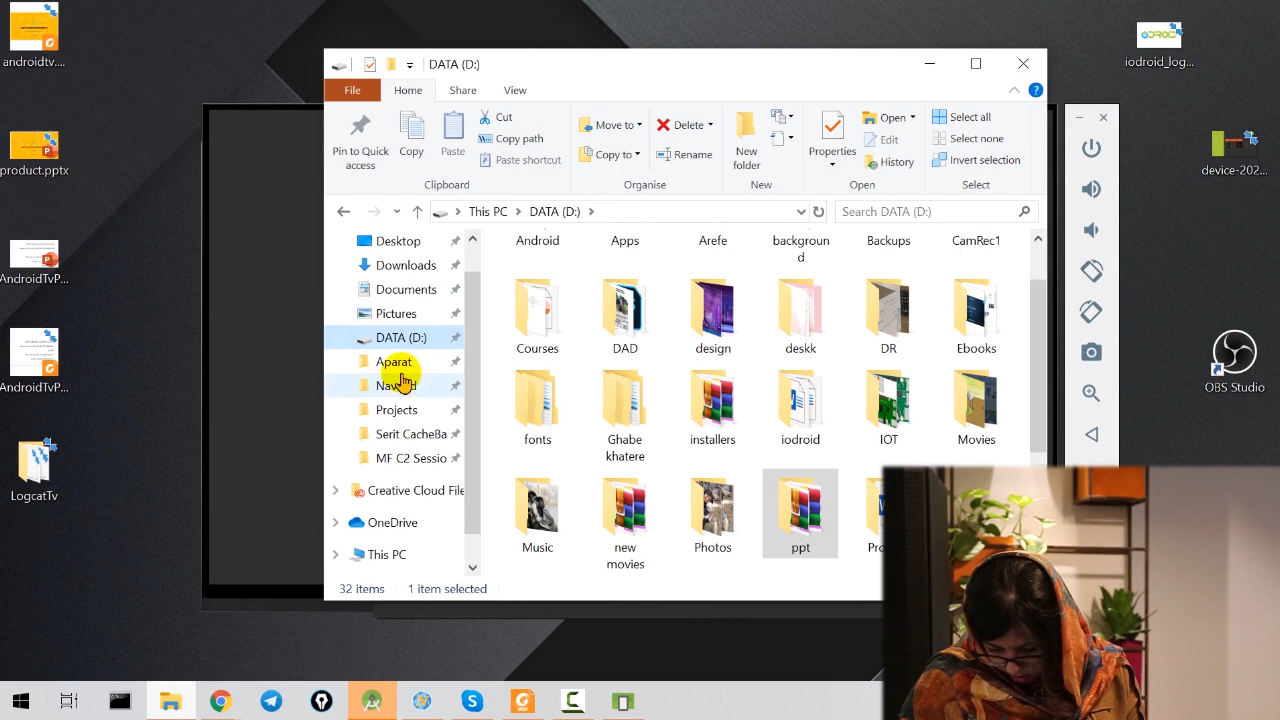 androidtv....
product.pptx
AndroidTvP...
AndroidTvP...
LogcatTv
iodroid_log...
device-202...
OBS Studio
DATA (D:)
File
Home
Share
View
Pin to Quick
access
Copy
Paste
Cut
Copy path
Paste shortcut
Clipboard
Move to
Copy to
Delete
Rename
Organise
New
folder
New
Properties
Open
Edit
History
Open
Select all
Select none
Invert selection
Select
This PC
DATA (D:)
Search DATA (D:)
Desktop
Downloads
Documents
Pictures
DATA (D:)
Aparat
Projects
Serit CacheBa
MF C2 Sessio
Creative Cloud File
OneDrive
This PC
Android
Apps
Arefe
backgroun
d
Backups
CamRec1
Courses
DAD
design
deskk
DR
Ebooks
fonts
Ghabe
khatere
installers
iodroid
IOT
Movies
Music
new
movies
Photos
ppt
32 items
1 item selected